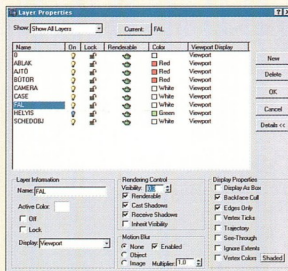 Layer Properties
Show Show All Layers Current: FAL
Name On Lock Renderable Color Viewport Display
0 Viewport
ABLAK Red Viewport
AJTÓ Red Viewport
BÚTOR Red Viewport
CAMERA White Viewport
CASE White Viewport
FAL White Viewport
HELYIS Green Viewport
SCHEDOBJ White Viewport
New
Delete
OK
Cancel
Details <<
Layer Information
Name: FAL
Active Color:
Off
Lock
Display: Viewport
Rendering Control
Visibility:
Renderable
Cast Shadows
Receive Shadows
Inherit Visibility
Motion Blur
None Enabled
Object
Image Multiplier: 1.0
Display Properties
Display As Box
Backface Cull
Edges Only
Vertex Ticks
Trajectory
See-Through
Ignore Extents
Vertex Colors Shaded